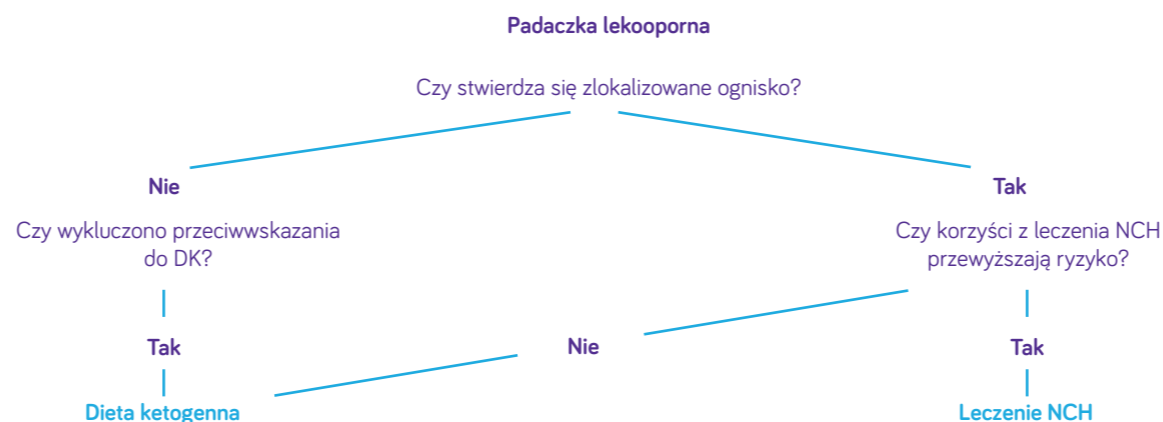 Padaczka lekooporna
Czy stwierdza się zlokalizowane ognisko?
Nie
Tak
Czy wykluczono przeciwwskazania
do DK?
Czy korzyści z leczenia NCH
przewyższają ryzyko?
Tak
Nie
Tak
Dieta ketogenna
Leczenie NCH